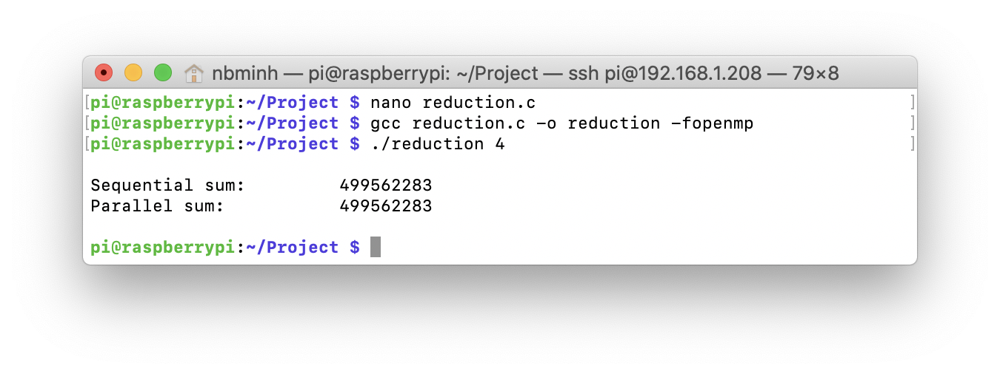 nbminh — pi@raspberrypi: ~/Project — ssh pi@192.168.1.208 — 79×8
[pi@raspberrypi:~/Project $ nano reduction.c ]
[pi@raspberrypi:~/Project $ gcc reduction.c -o reduction -fopenmp ]
[pi@raspberrypi:~/Project $ ./reduction 4 ]
Sequential sum: 499562283
Parallel sum: 499562283
pi@raspberrypi:~/Project $